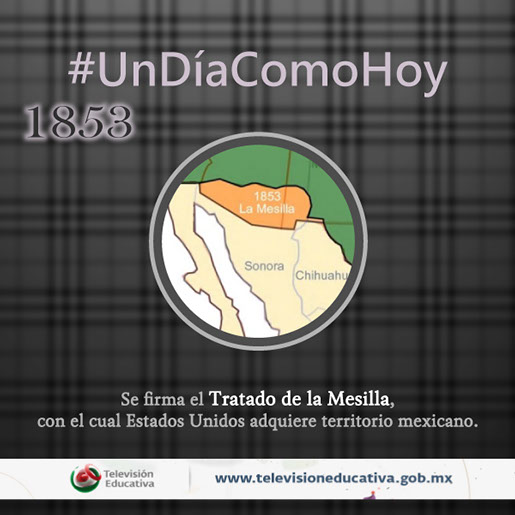 #UnDíaComoHoy
1853
1853
La Mesilla
Sonora
Chihuahu
Se firma el Tratado de la Mesilla,
con el cual Estados Unidos adquiere territorio mexicano.
Televisión
Educativa
www.televisioneducativa.gob.mx